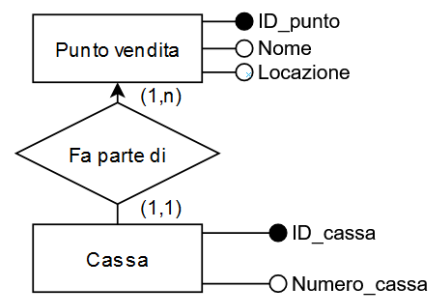 ID_punto
Punto vendita
Nome
Locazione
(1,n)
Fa parte di
(1,1)
ID_cassa
Cassa
Numero_cassa